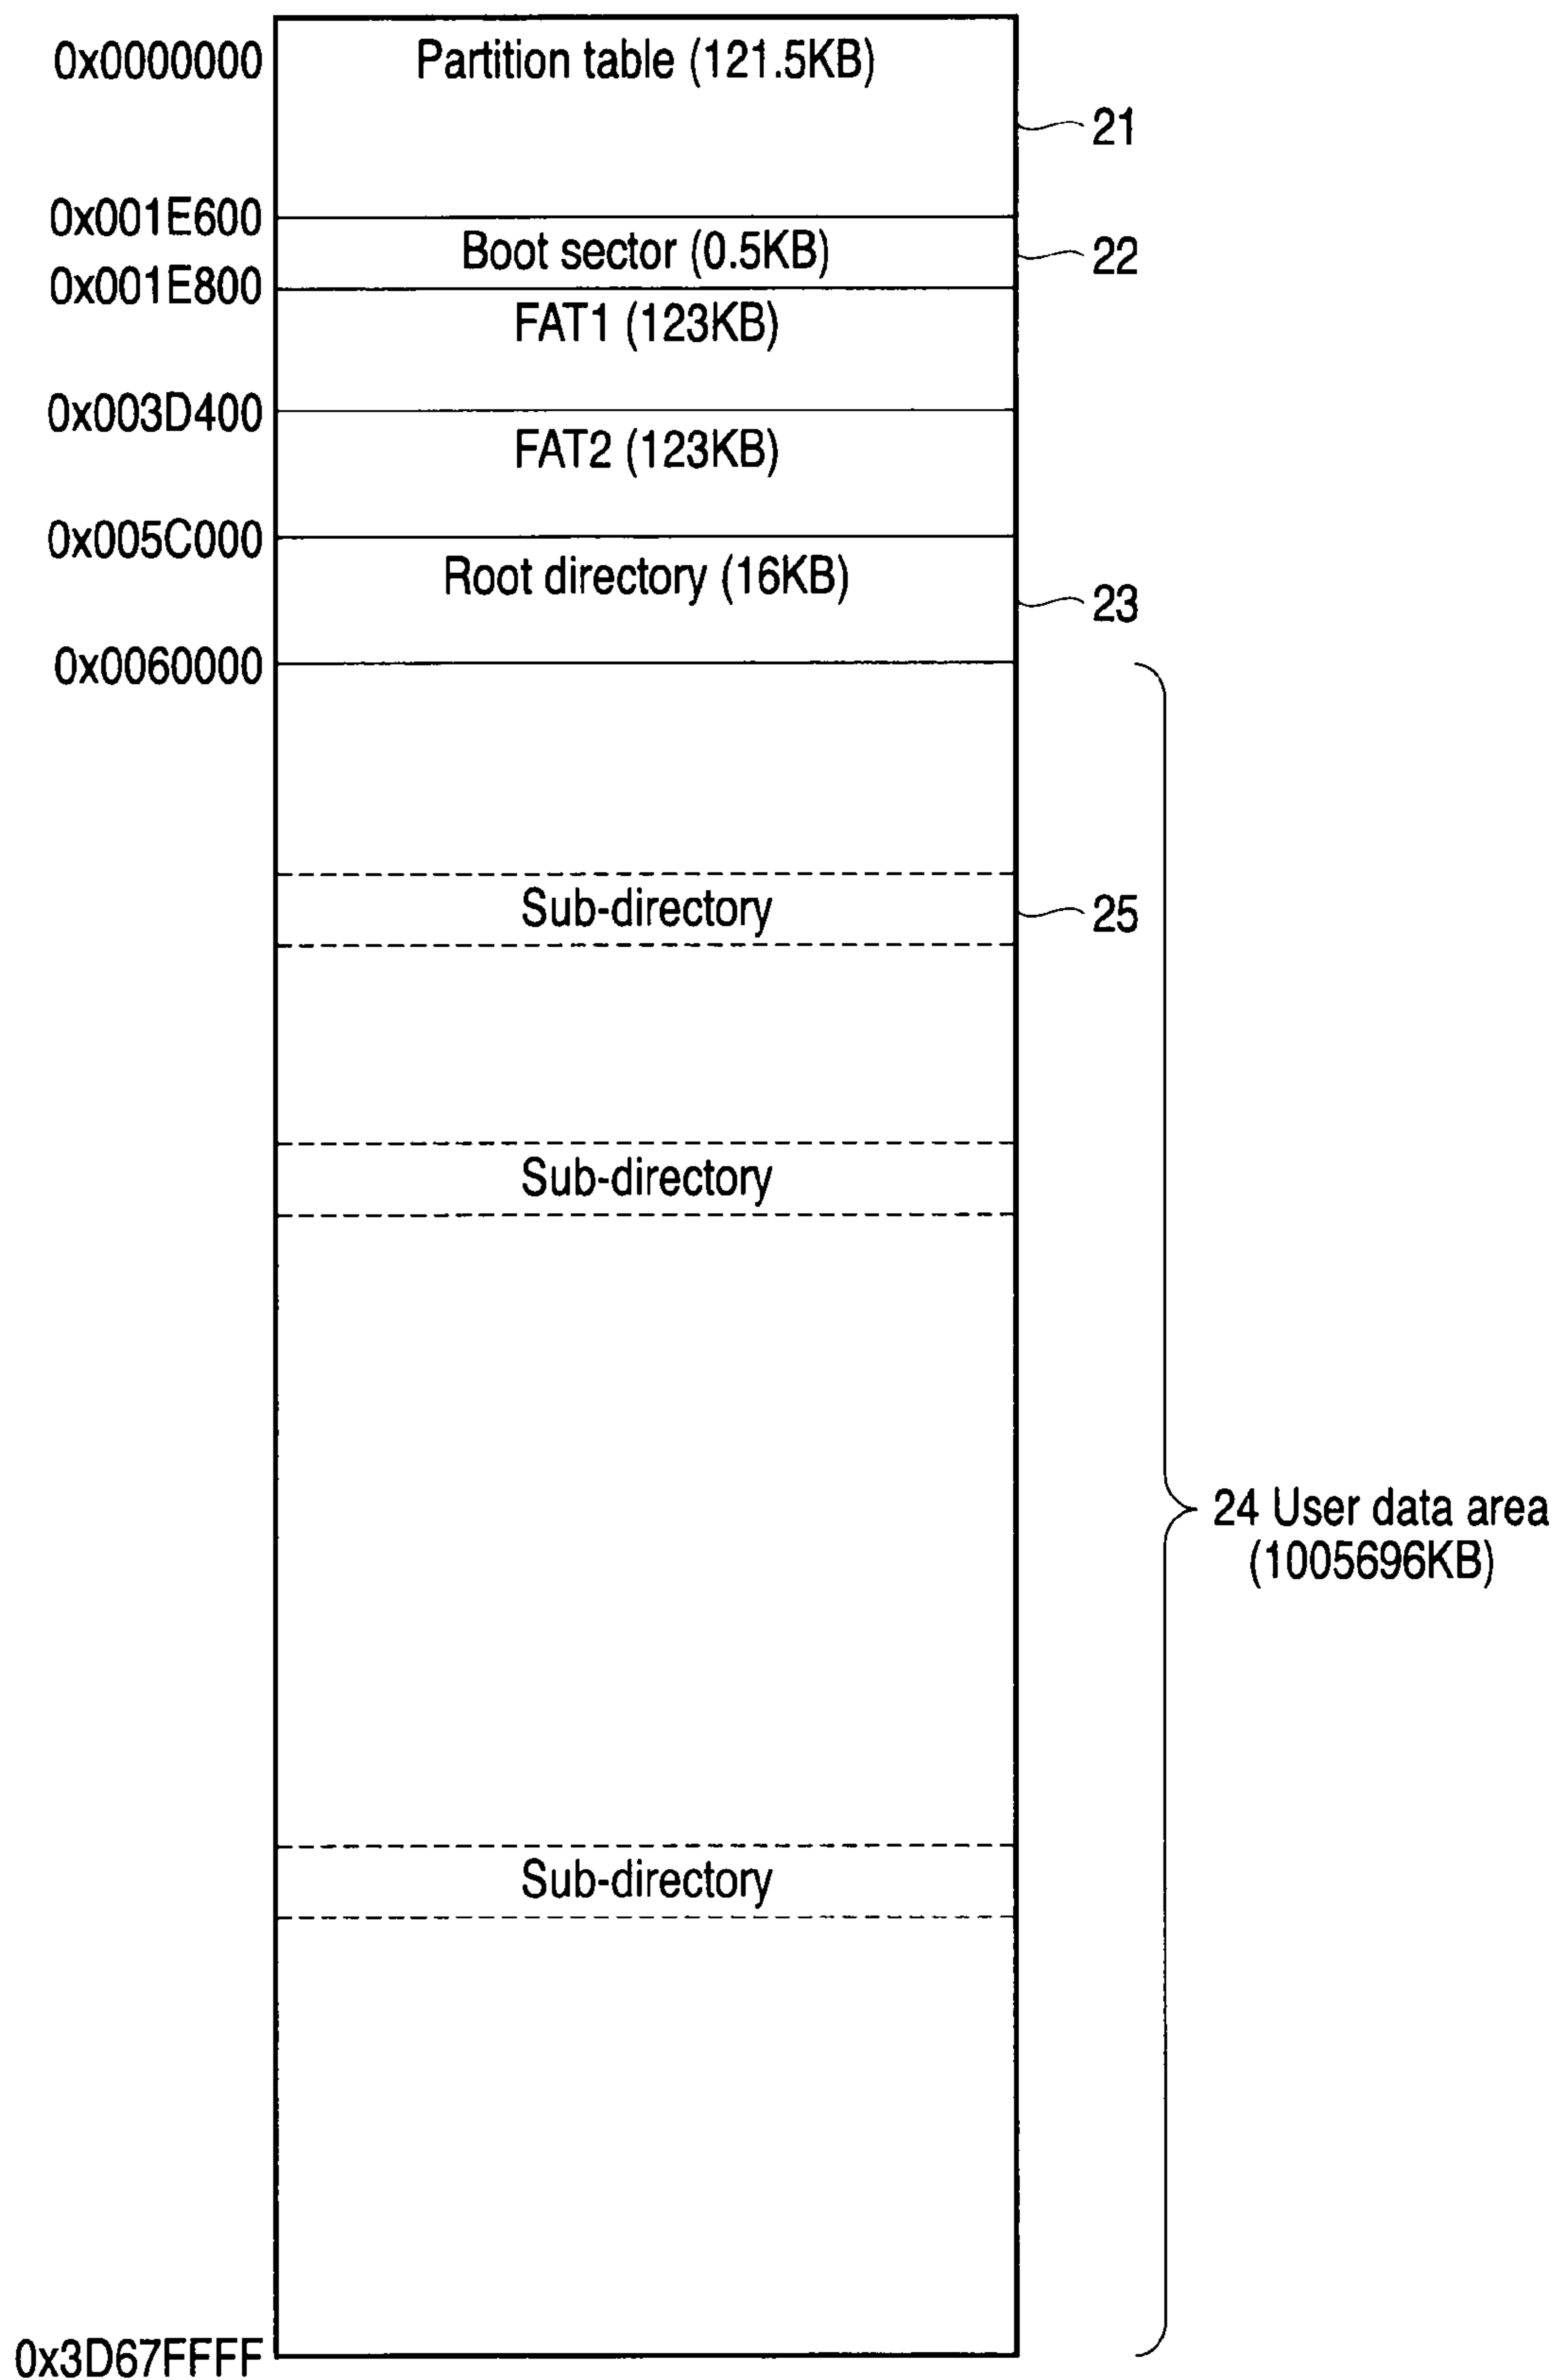 0x0000000
Partition table (121.5KB)
21
0x001E600
Boot sector (0.5KB)
22
0x001E800
FAT1 (123KB)
0x003D400
FAT2 (123KB)
0x005C000
Root directory (16KB)
23
0x0060000
Sub-directory
25
Sub-directory
24 User data area
(1005696KB)
Sub-directory
0x3D67FFFF